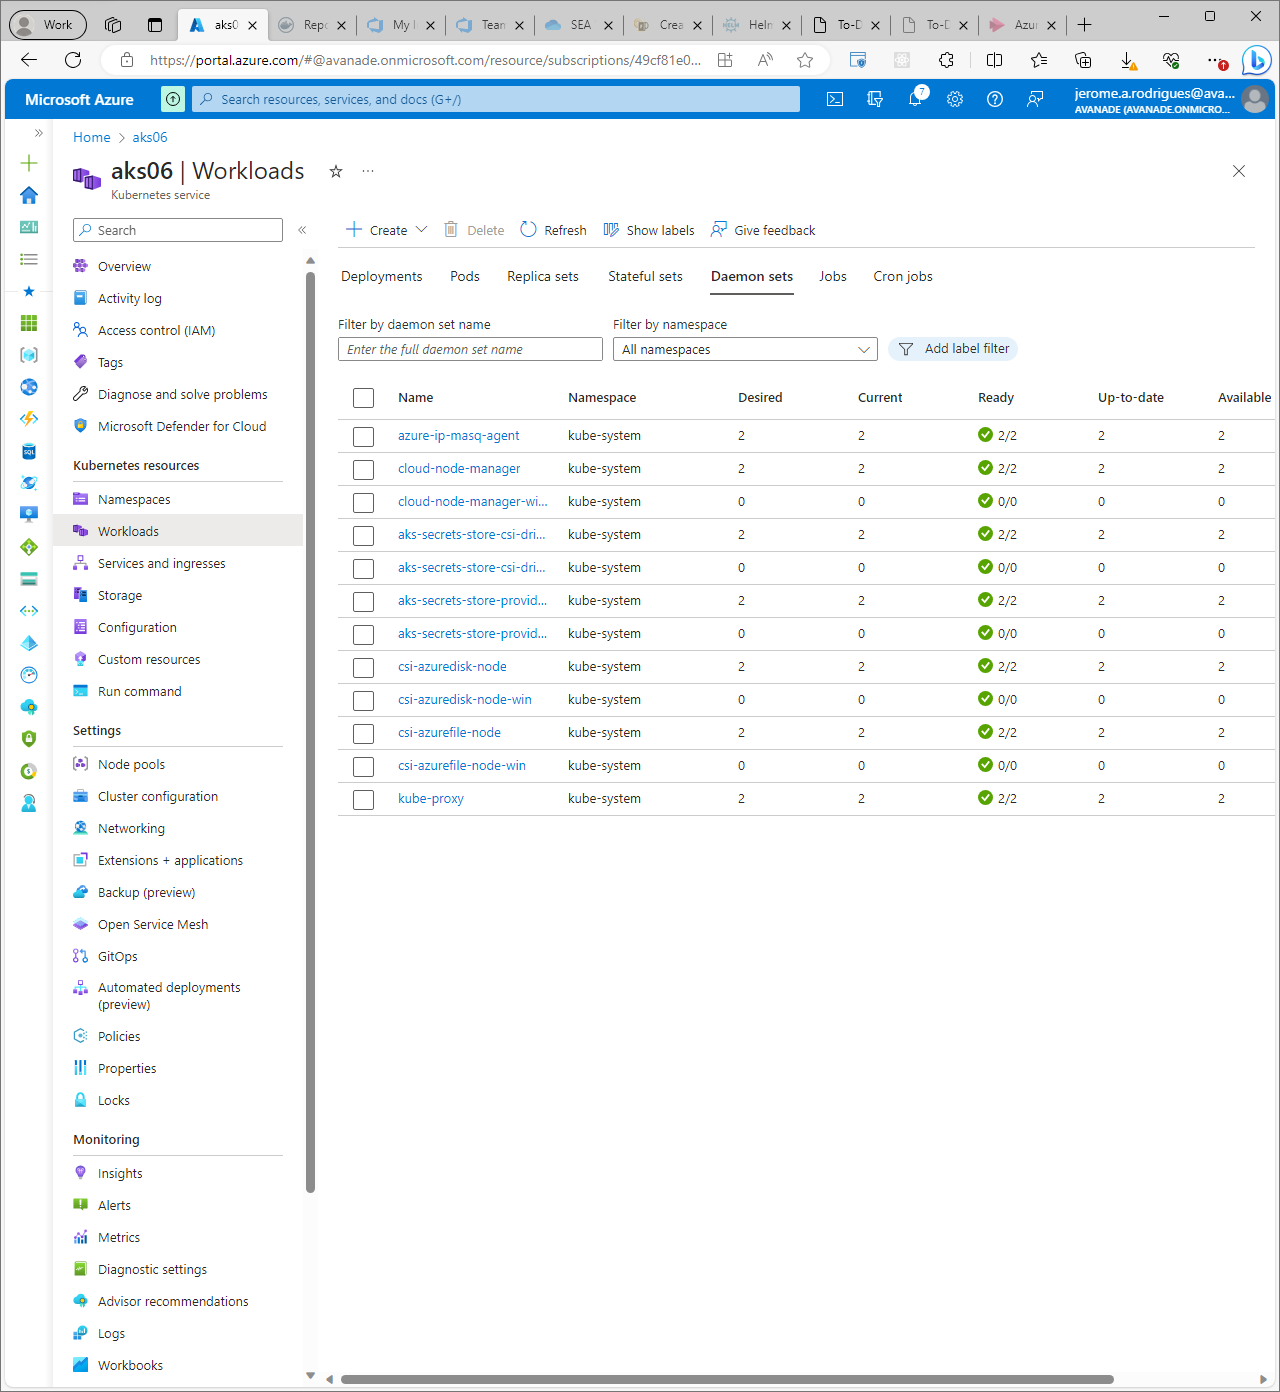 Work
aks0
Repo
My I
Team
SEA
Crea
Helm
To-D
To-D
Azur
https://portal.azure.com/#@avanade.onmicrosoft.com/resource/subscriptions/49cf81e0...
Microsoft Azure
Search resources, services, and docs (G+/)
7
jerome.a.rodrigues@ava...
AVANADE (AVANADE.ONMICRO...
Home > aks06
aks06 | Workloads
Kubernetes service
Search
Create
Delete
Refresh
Show labels
Give feedback
Overview
Activity log
Access control (IAM)
Tags
Diagnose and solve problems
Microsoft Defender for Cloud
Kubernetes resources
Namespaces
Workloads
Services and ingresses
Storage
Configuration
Custom resources
Run command
Settings
Node pools
Cluster configuration
Networking
Extensions + applications
Backup (preview)
Open Service Mesh
GitOps
Automated deployments
(preview)
Policies
Properties
Locks
Monitoring
Insights
Alerts
Metrics
Diagnostic settings
Advisor recommendations
Logs
Workbooks
Deployments Pods Replica sets Stateful sets Daemon sets Jobs Cron jobs
Filter by daemon set name
Enter the full daemon set name
Filter by namespace
All namespaces
Add label filter
Name Namespace Desired Current Ready Up-to-date Available
azure-ip-masq-agent kube-system 2 2 2/2 2 2
cloud-node-manager kube-system 2 2 2/2 2 2
cloud-node-manager-wi... kube-system 0 0 0/0 0 0
aks-secrets-store-csi-dri... kube-system 2 2 2/2 2 2
aks-secrets-store-csi-dri... kube-system 0 0 0/0 0 0
aks-secrets-store-provid... kube-system 2 2 2/2 2 2
aks-secrets-store-provid... kube-system 0 0 0/0 0 0
csi-azuredisk-node kube-system 2 2 2/2 2 2
csi-azuredisk-node-win kube-system 0 0 0/0 0 0
csi-azurefile-node kube-system 2 2 2/2 2 2
csi-azurefile-node-win kube-system 0 0 0/0 0 0
kube-proxy kube-system 2 2 2/2 2 2